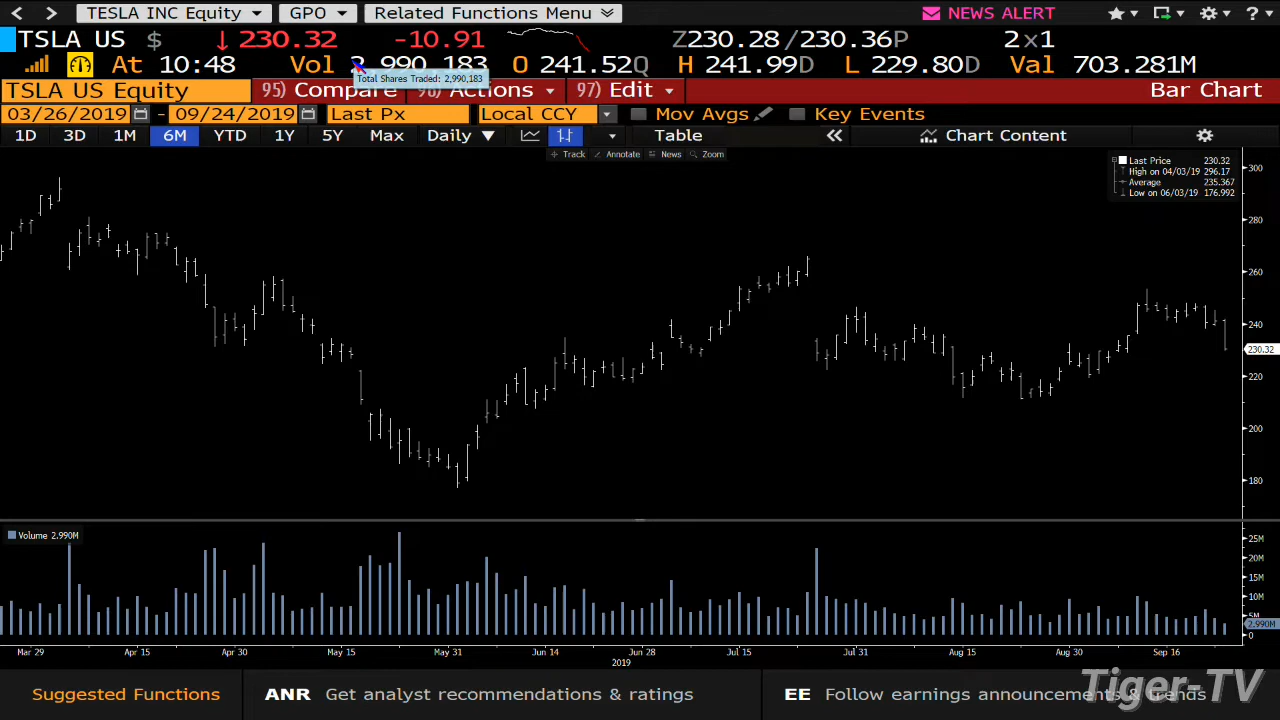 TESLA INC Equity GPO Related Functions Menu NEWS ALERT ?
TSLA US $ ↓230.32 -10.91 Z230.28/230.36P 2×1
At 10:48 Vol 2,990,183 O 241.52Q H 241.99D L 229.80D Val 703.281M
Total Shares Traded: 2,990,183
TSLA US Equity 95) Compare 96) Actions 97) Edit Bar Chart
03/26/2019 - 09/24/2019 Last Px Local CCY Mov Avgs Key Events
1D 3D 1M 6M YTD 1Y 5Y Max Daily ▼ Table « Chart Content
Track Annotate News Zoom
Last Price 230.32
High on 04/03/19 296.17
Average 235.367
Low on 06/03/19 176.992
300
280
260
240
230.32
220
200
180
Volume 2.990M
25M
20M
15M
10M
5M
2.990M
0
Mar 29 Apr 15 Apr 30 May 15 May 31 Jun 14 Jun 28 Jul 15 Jul 31 Aug 15 Aug 30 Sep 16
2019
Suggested Functions ANR Get analyst recommendations & ratings EE Follow earnings announcements & trends
Tiger-TV